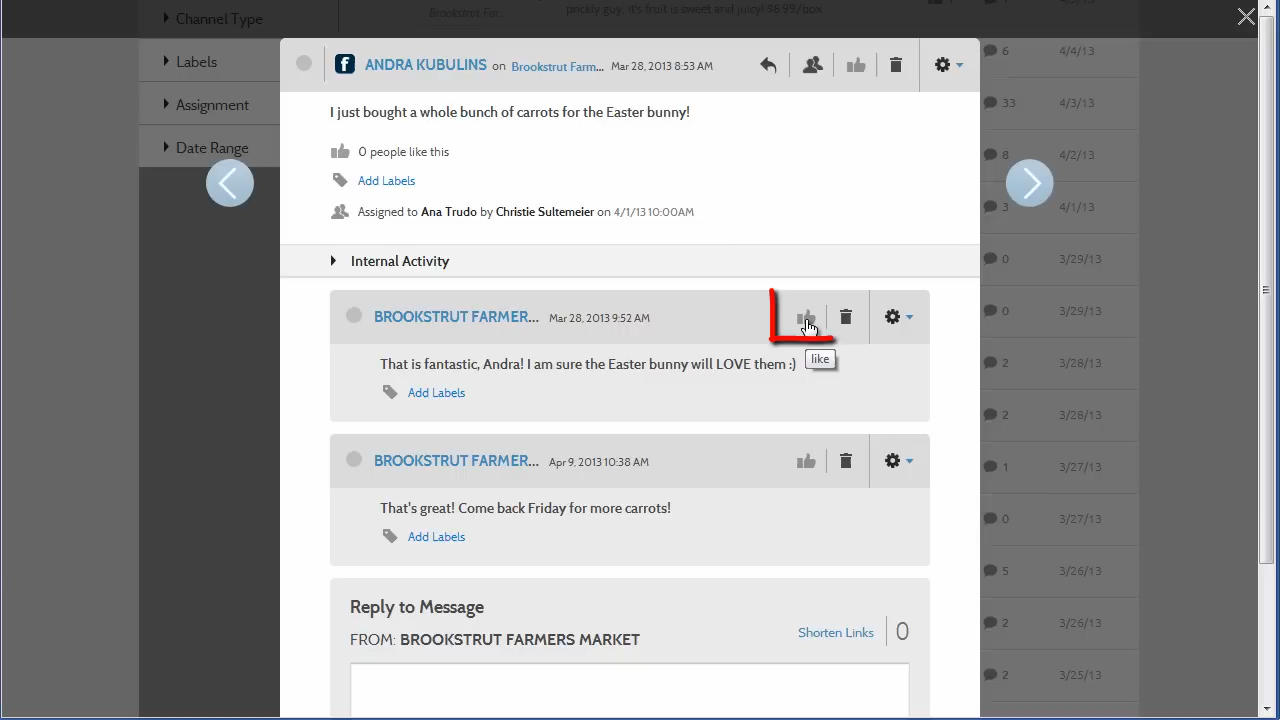 Channel Type
Brookstrut Far...
prickly guy, it's fruit is sweet and juicy! $6.99/box
Labels
Assignment
Date Range
ANDRA KUBULINS on Brookstrut Farm... Mar 28, 2013 8:53 AM
I just bought a whole bunch of carrots for the Easter bunny!
0 people like this
Add Labels
Assigned to Ana Trudo by Christie Sultemeier on 4/1/13 10:00AM
Internal Activity
BROOKSTRUT FARMER... Mar 28, 2013 9:52 AM
like
That is fantastic, Andra! I am sure the Easter bunny will LOVE them :)
Add Labels
BROOKSTRUT FARMER... Apr 9, 2013 10:38 AM
That's great! Come back Friday for more carrots!
Add Labels
Reply to Message
FROM: BROOKSTRUT FARMERS MARKET
Shorten Links 0
6 4/4/13
33 4/3/13
8 4/2/13
3 4/1/13
0 3/29/13
0 3/29/13
2 3/28/13
2 3/28/13
1 3/27/13
0 3/27/13
5 3/26/13
2 3/26/13
2 3/25/13